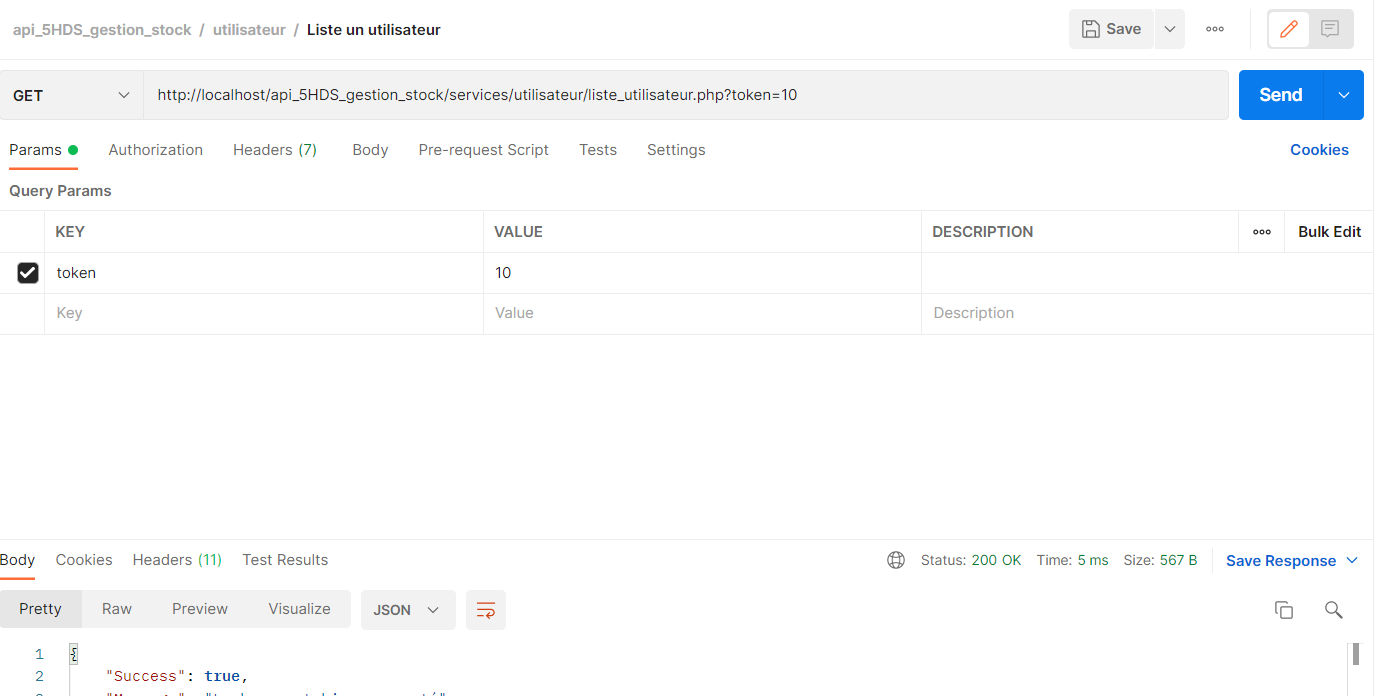 api_5HDS_gestion_stock / utilisateur / Liste un utilisateur
Save
GET
http://localhost/api_5HDS_gestion_stock/services/utilisateur/liste_utilisateur.php?token=10
Send
Params Authorization Headers (7) Body Pre-request Script Tests Settings Cookies
Query Params
KEY VALUE DESCRIPTION ooo Bulk Edit
token 10
Key Value Description
Body Cookies Headers (11) Test Results Status: 200 OK Time: 5 ms Size: 567 B Save Response
Pretty Raw Preview Visualize JSON
1 {
2 "Success": true,